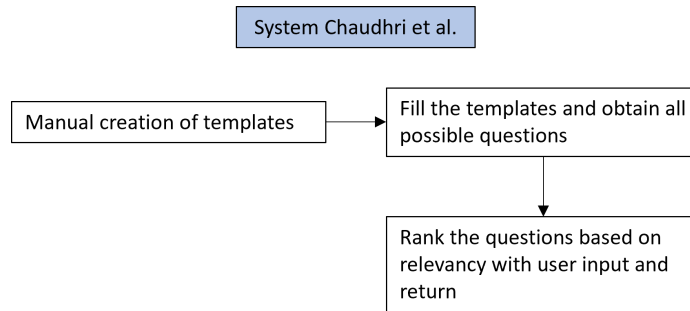 System Chaudhri et al.
Manual creation of templates
Fill the templates and obtain all
possible questions
Rank the questions based on
relevancy with user input and
return